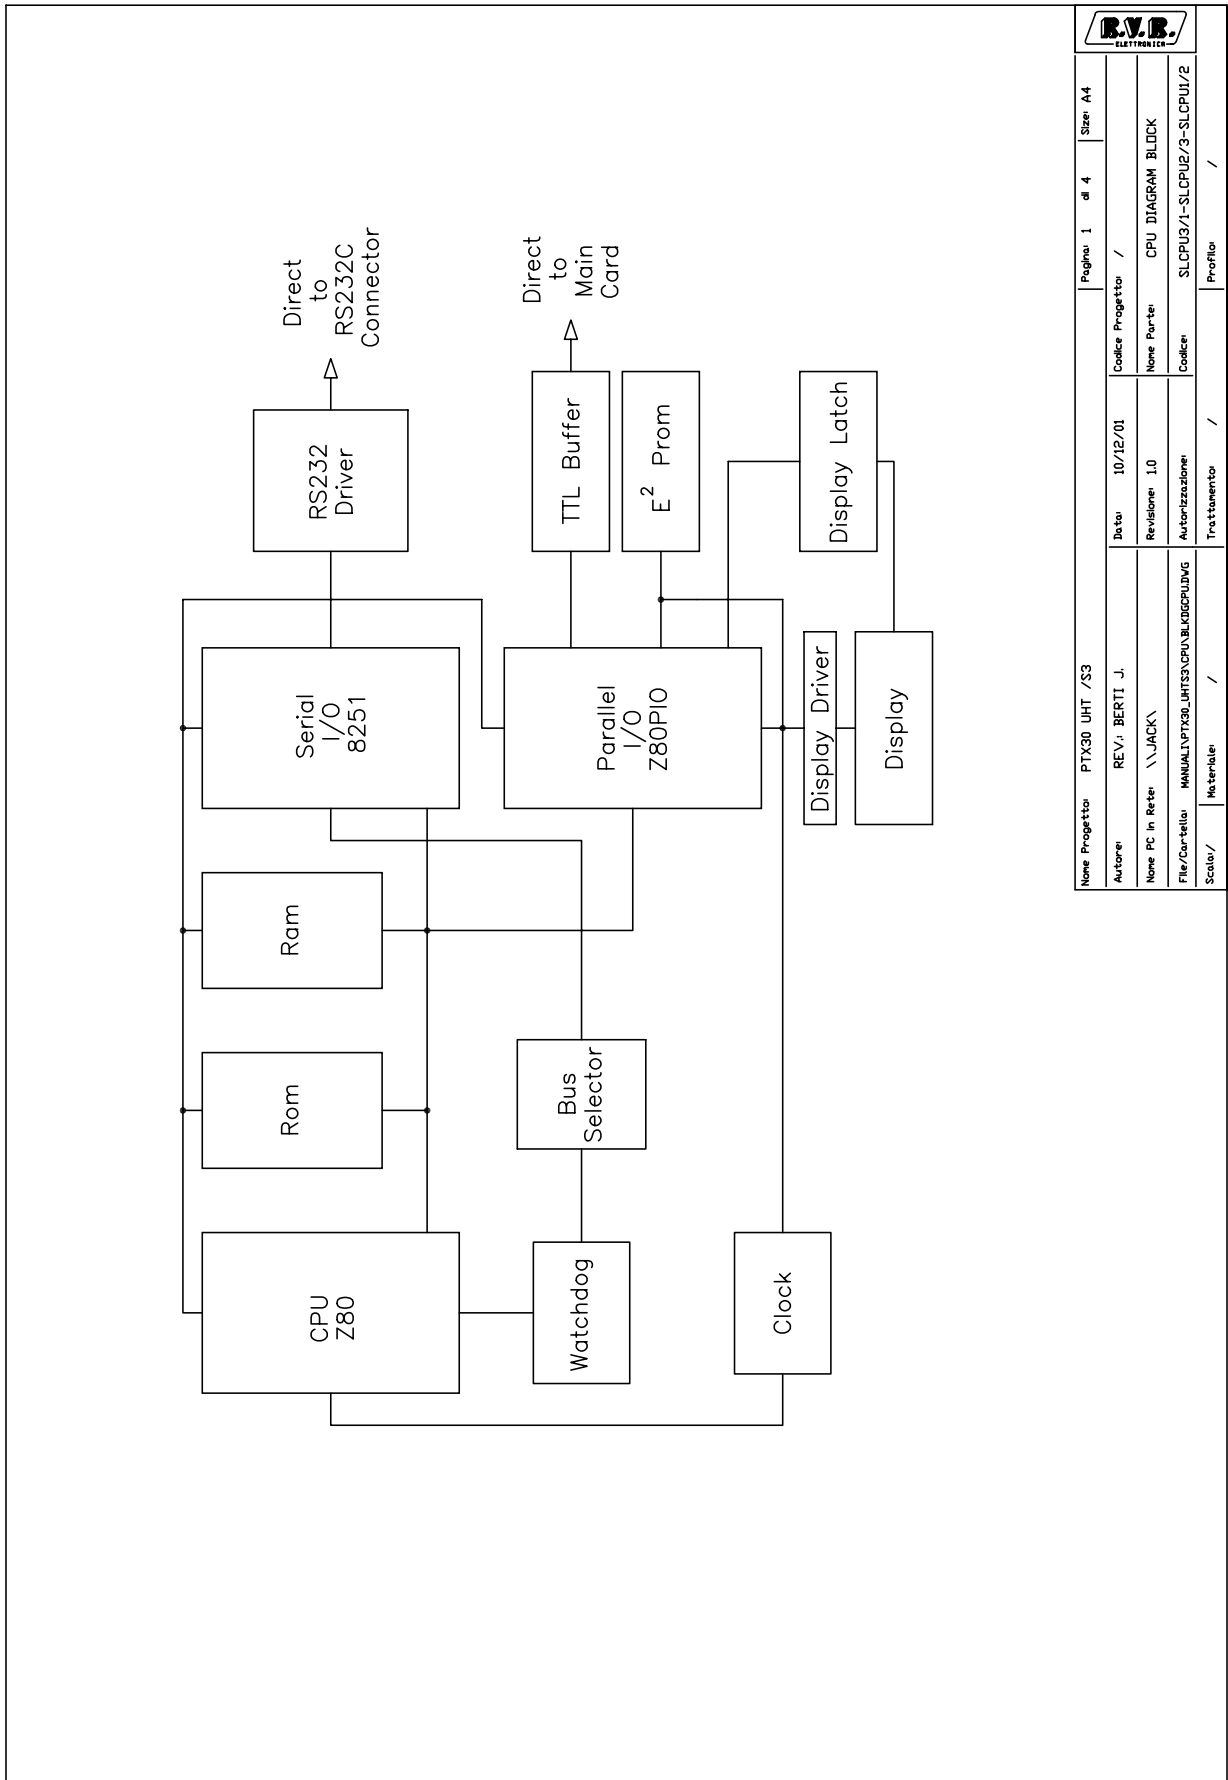 Direct
to
RS232C
Connector
RS232
Driver
Serial
I/O
8251
Ram
Rom
CPU
Z80
Direct
to
Main
Card
TTL Buffer
E² Prom
Parallel
I/O
Z80PIO
Bus
Selector
Watchdog
Display Latch
Display Driver
Display
Clock
R.V.R.
ELETTRONICA
Nome Progetto: PTX30 UHT /S3 Pagina: 1 di 4 Size: A4
Autore: REV.: BERTI J. Data: 10/12/01 Codice Progetto: /
Nome PC in Rete: \\JACK\ Revisione: 1.0 Nome Parte: CPU DIAGRAM BLOCK
File/Cartella: MANUALI\PTX30_UHTS3\CPU\BLKDGCPU.DWG Autorizzazione: Codice: SLCPU3/1-SLCPU2/3-SLCPU1/2
Scala: / Materiale: / Trattamento: / Profilo: /